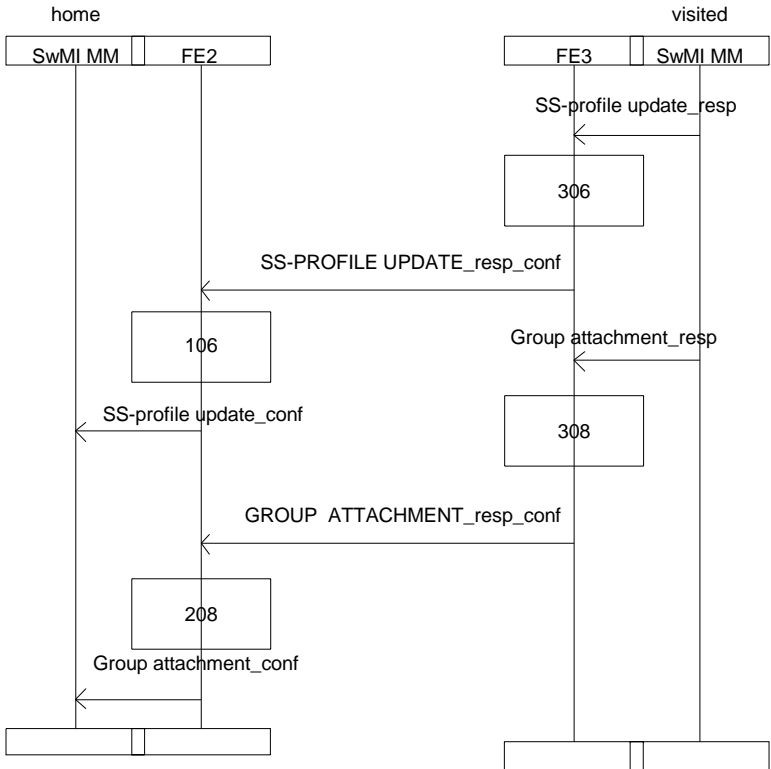 home visited
SwMI MM FE2 FE3 SwMI MM
SS-profile update_resp
306
SS-PROFILE UPDATE_resp_conf
106
Group attachment_resp
SS-profile update_conf
308
GROUP ATTACHMENT_resp_conf
208
Group attachment_conf